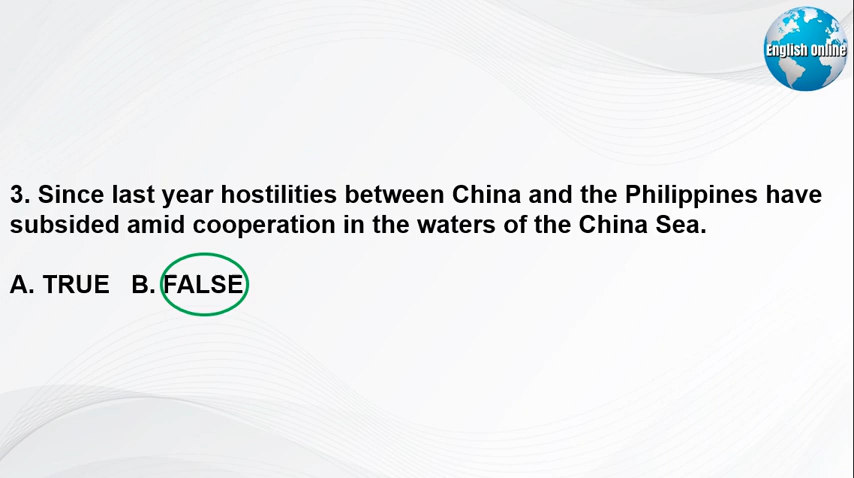 English Online
3. Since last year hostilities between China and the Philippines have
subsided amid cooperation in the waters of the China Sea.
A. TRUE B. FALSE